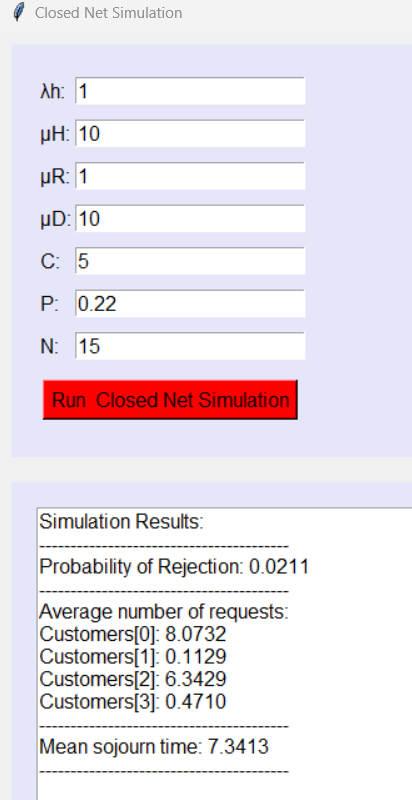 Closed Net Simulation
λh: 1
μH: 10
μR: 1
μD: 10
C: 5
P: 0.22
N: 15
Run  Closed Net Simulation
Simulation Results:
----------------------------------------
Probability of Rejection: 0.0211
----------------------------------------
Average number of requests:
Customers[0]: 8.0732
Customers[1]: 0.1129
Customers[2]: 6.3429
Customers[3]: 0.4710
----------------------------------------
Mean sojourn time: 7.3413
----------------------------------------